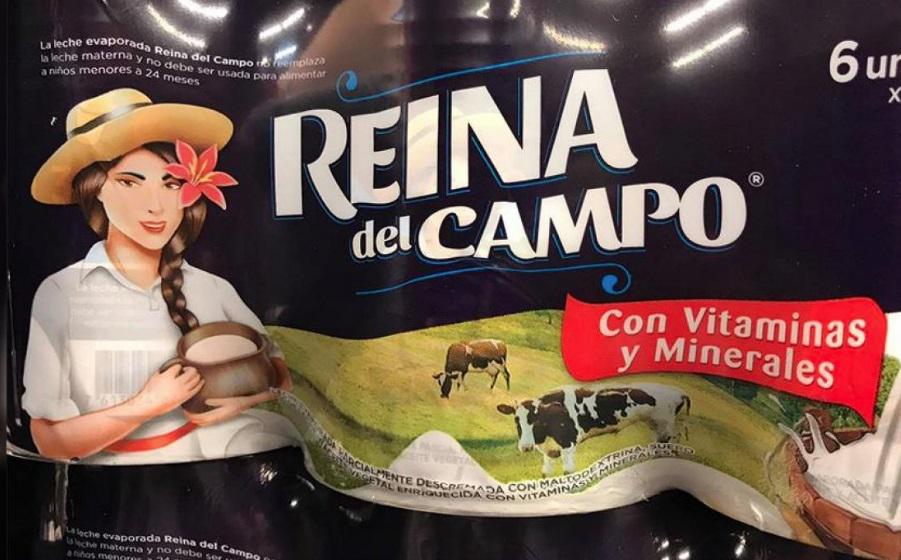 La leche evaporada Reina del Campo no reemplaza
la leche materna y no debe ser usada para alimentar
a niños menores a 24 meses
6 un
x
REINA
del CAMPO®
Con Vitaminas
y Minerales
PARCIALMENTE DESCREMADA CON MALTODEXTRINA, SUERO
VEGETAL ENRIQUECIDA CON VITAMINAS Y MINERALES
La leche evaporada Reina del Campo
la leche materna y no debe ser
a niños menores a 24